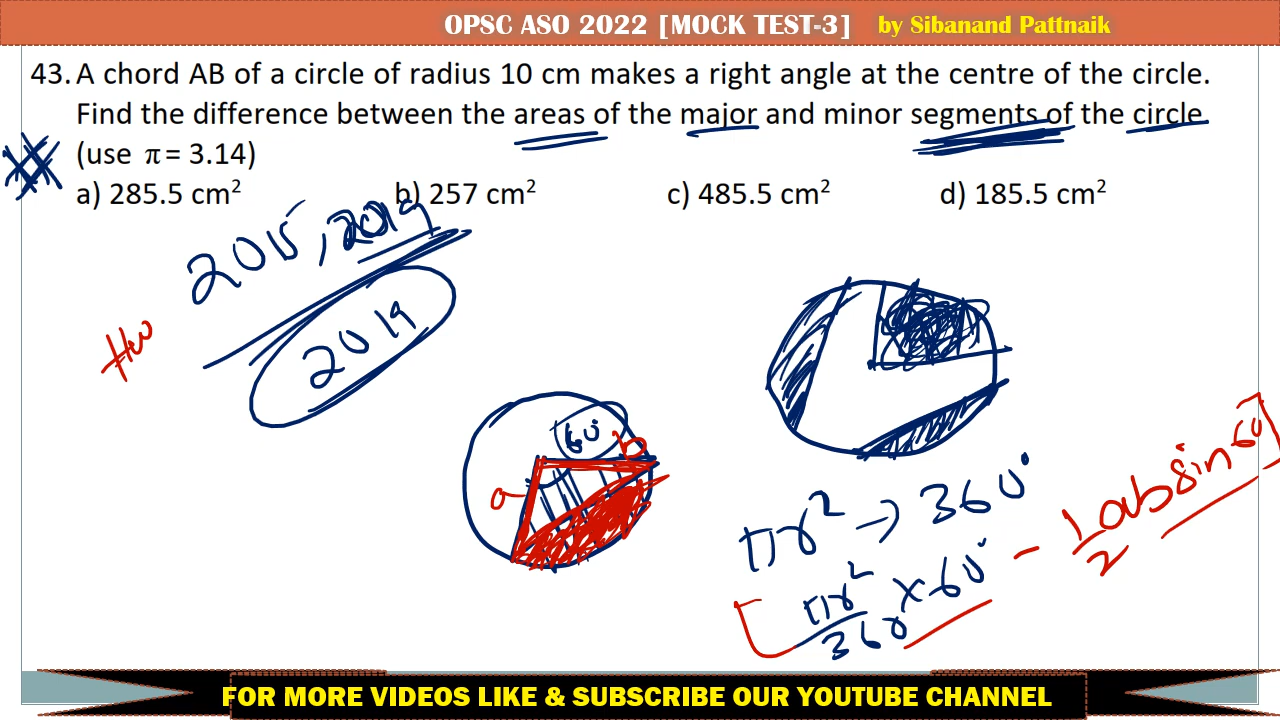 OPSC ASO 2022 [MOCK TEST-3] by Sibanand Pattnaik
43. A chord AB of a circle of radius 10 cm makes a right angle at the centre of the circle.
Find the difference between the areas of the major and minor segments of the circle
(use π = 3.14)
a) 285.5 cm² b) 257 cm² c) 485.5 cm² d) 185.5 cm²
2015, 2019
2019
HW
60°
a b
πr² → 360°
πr²/360 × 60° - 1/2 ab sin 60
FOR MORE VIDEOS LIKE & SUBSCRIBE OUR YOUTUBE CHANNEL